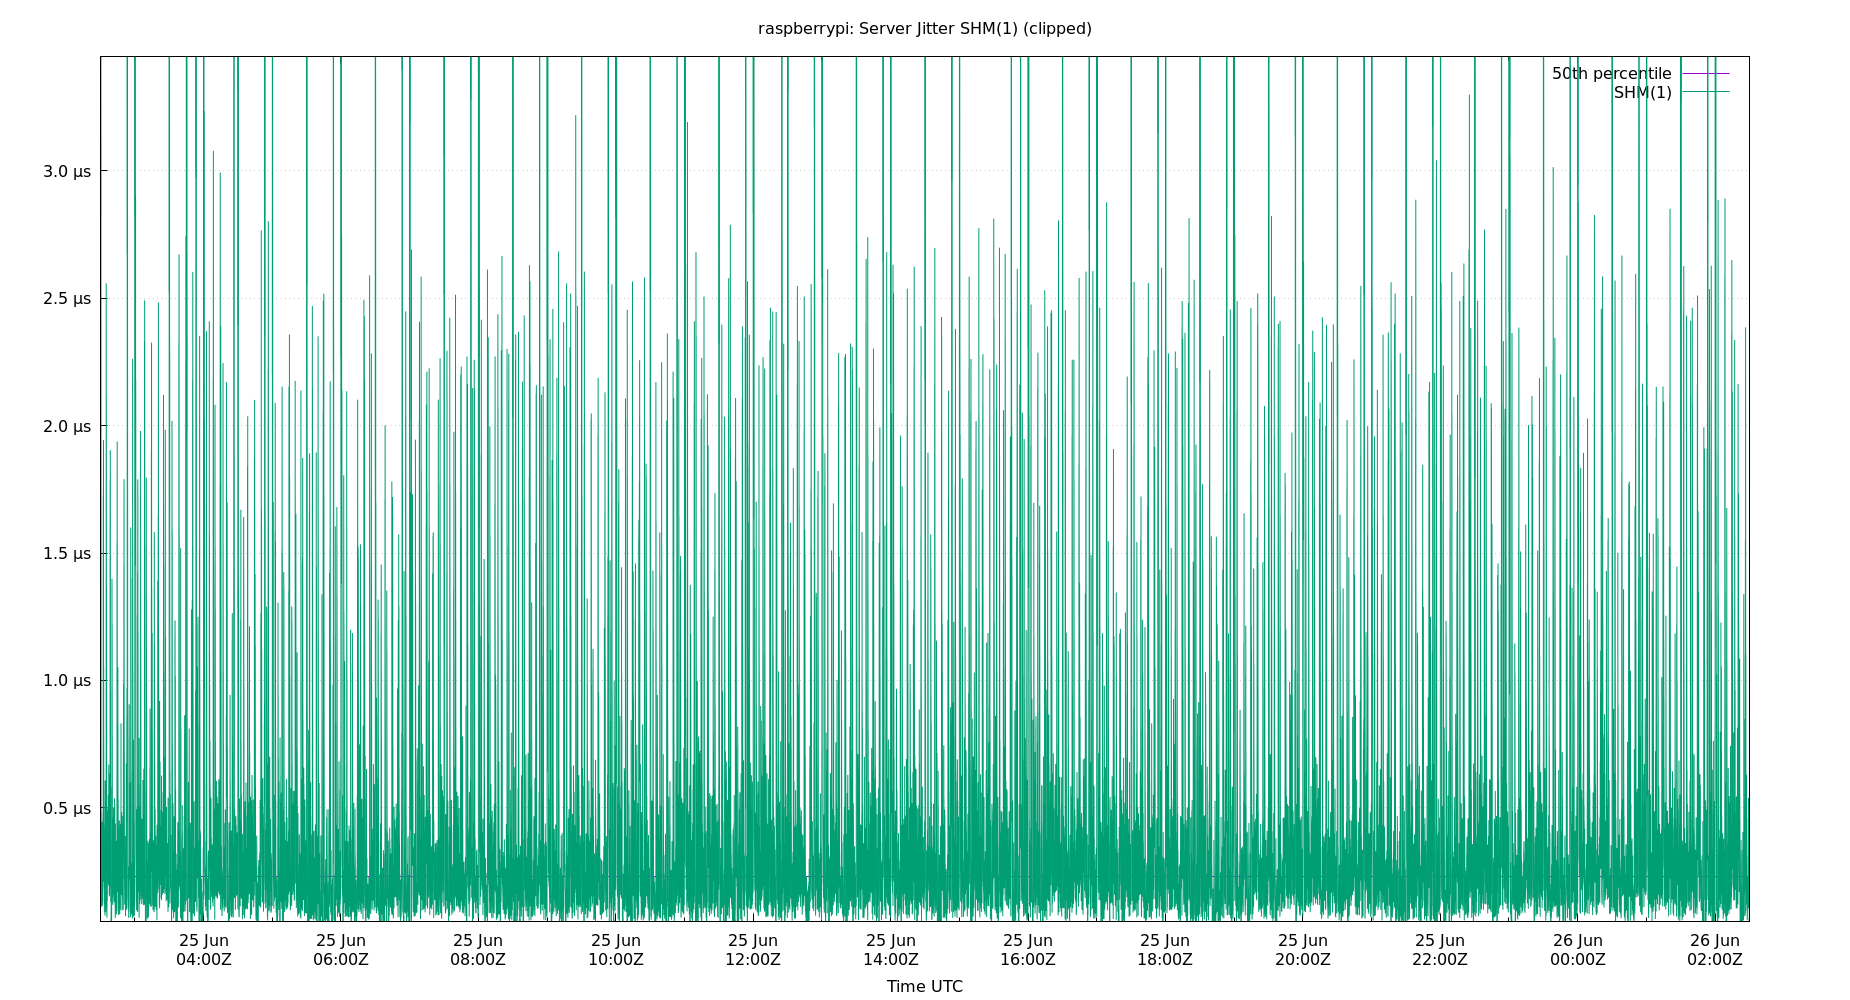 raspberrypi: Server Jitter SHM(1) (clipped)
50th percentile
SHM(1)
3.0 µs
2.5 µs
2.0 µs
1.5 µs
1.0 µs
0.5 µs
25 Jun 25 Jun 25 Jun 25 Jun 25 Jun 25 Jun 25 Jun 25 Jun 25 Jun 25 Jun 26 Jun 26 Jun
04:00Z 06:00Z 08:00Z 10:00Z 12:00Z 14:00Z 16:00Z 18:00Z 20:00Z 22:00Z 00:00Z 02:00Z
Time UTC